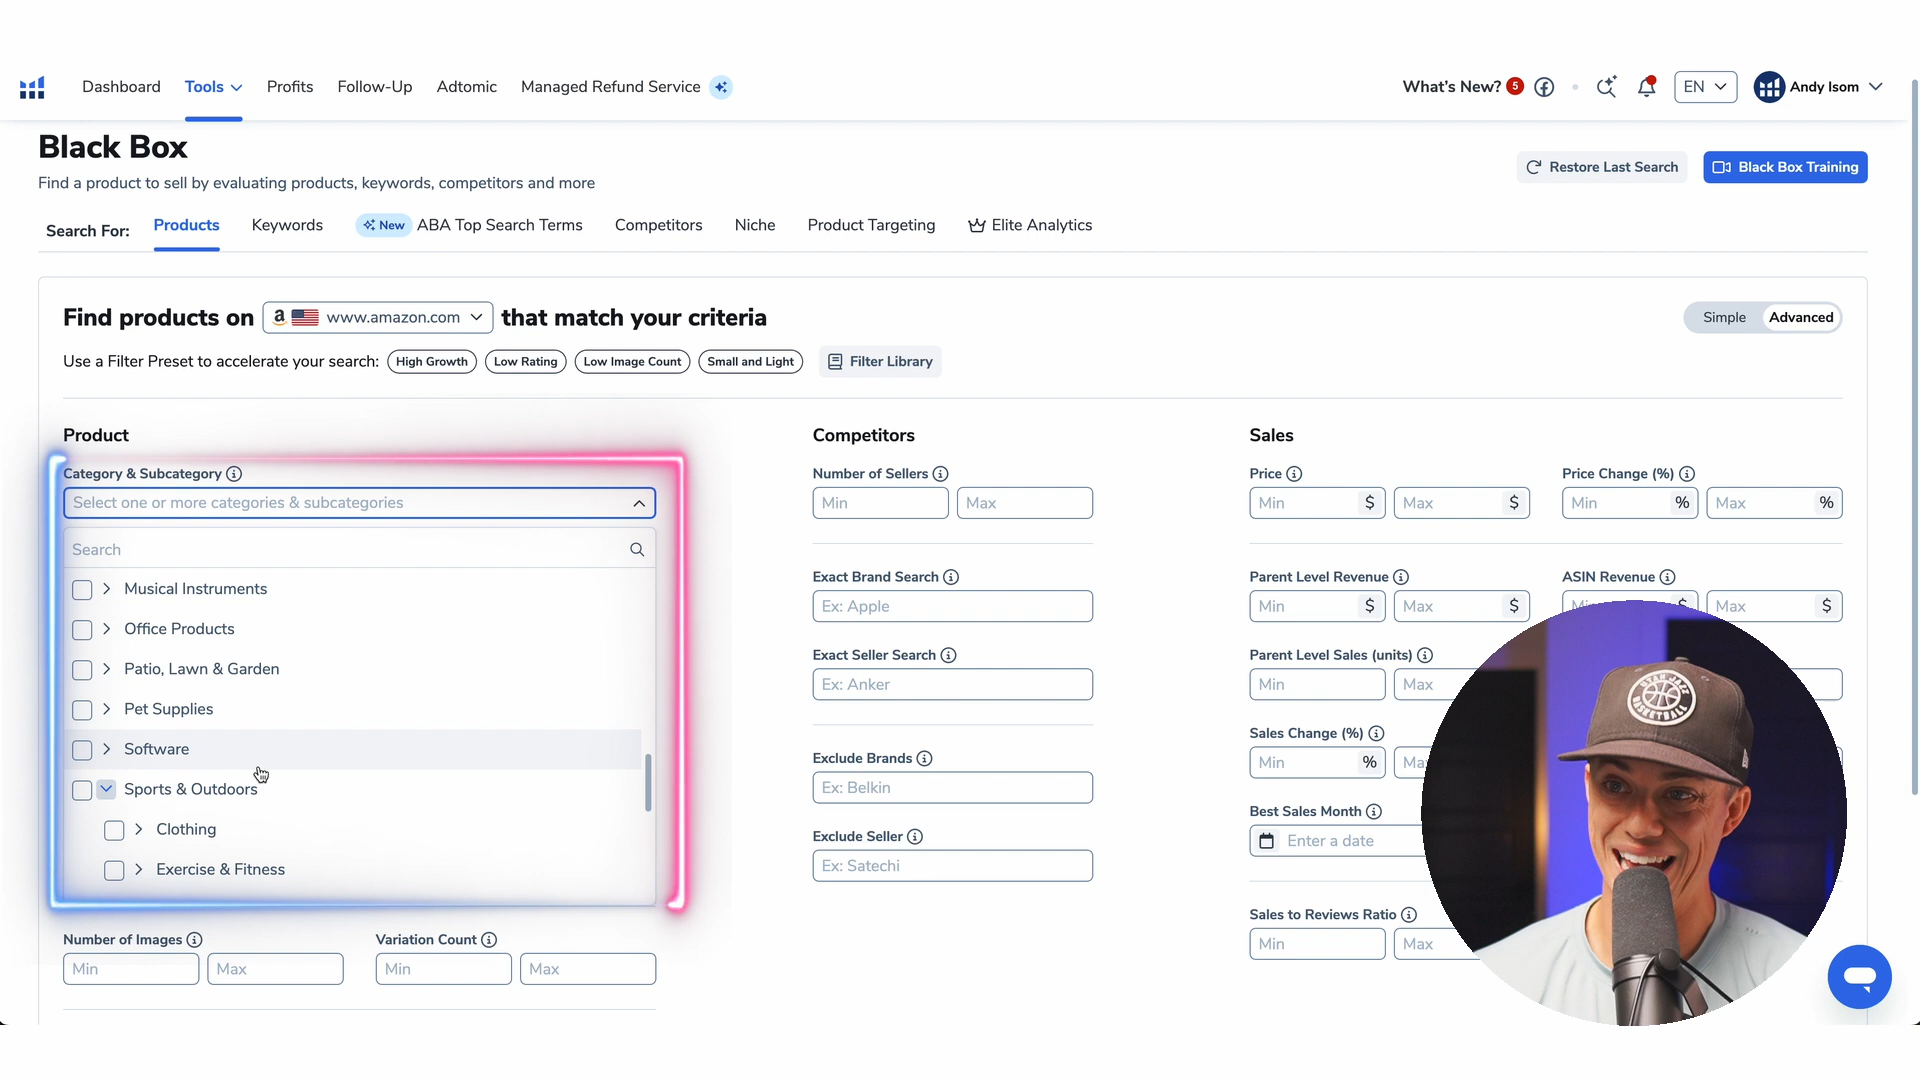 Dashboard Tools Profits Follow-Up Adtomic Managed Refund Service What's New? 5 EN Andy Isom
Black Box
Find a product to sell by evaluating products, keywords, competitors and more
Restore Last Search Black Box Training
Search For: Products Keywords New ABA Top Search Terms Competitors Niche Product Targeting Elite Analytics
Find products on a www.amazon.com that match your criteria
Simple Advanced
Use a Filter Preset to accelerate your search: High Growth Low Rating Low Image Count Small and Light Filter Library
Product
Category & Subcategory
Select one or more categories & subcategories
Search
Musical Instruments
Office Products
Patio, Lawn & Garden
Pet Supplies
Software
Sports & Outdoors
Clothing
Exercise & Fitness
Number of Images Variation Count
Min Max Min Max
Competitors
Number of Sellers
Min Max
Exact Brand Search
Ex: Apple
Exact Seller Search
Ex: Anker
Exclude Brands
Ex: Belkin
Exclude Seller
Ex: Satechi
Sales
Price Price Change (%)
Min $ Max $ Min % Max %
Parent Level Revenue ASIN Revenue
Min $ Max $ Min $ Max $
Parent Level Sales (units)
Min Max
Sales Change (%)
Min % Ma
Best Sales Month
Enter a date
Sales to Reviews Ratio
Min Max
UTAH JAZZ
BASKETBALL